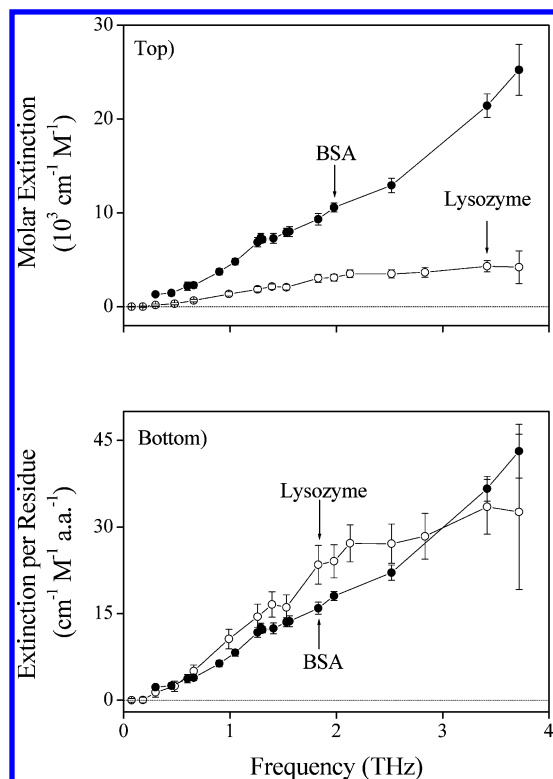 Top)
30
20
10
0
Molar Extinction
(10³ cm⁻¹ M⁻¹)
BSA
Lysozyme
Bottom)
45
30
15
0
Extinction per Residue
(cm⁻¹ M⁻¹ a.a.⁻¹)
Lysozyme
BSA
0 1 2 3 4
Frequency (THz)